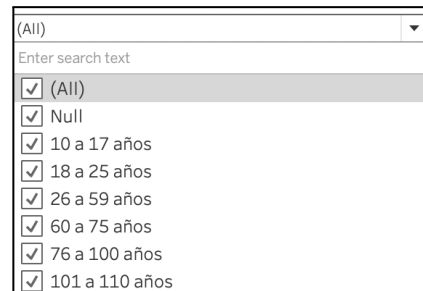 (All)
Enter search text
(All)
Null
10 a 17 años
18 a 25 años
26 a 59 años
60 a 75 años
76 a 100 años
101 a 110 años